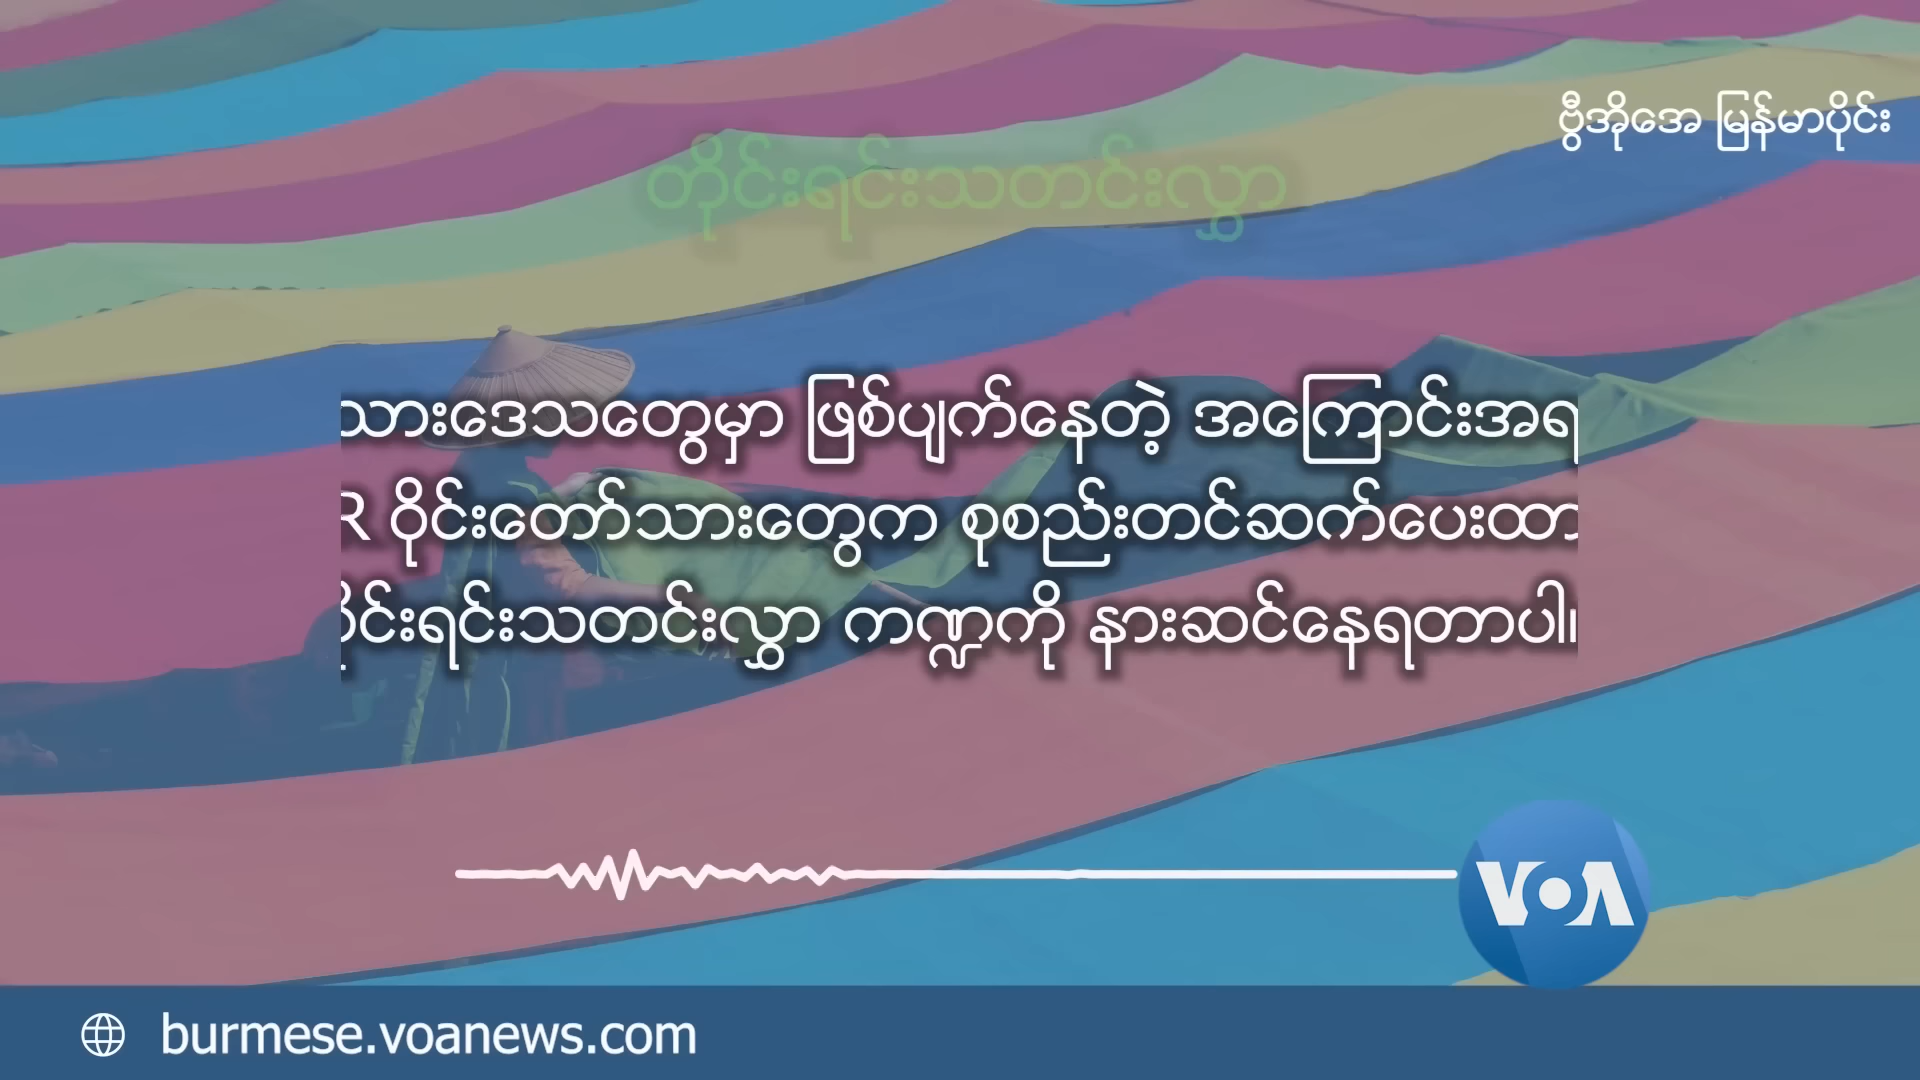 ဗွီအိုအေ မြန်မာပိုင်း
တိုင်းရင်းသတင်းလွှာ
သားဒေသတွေမှာ ဖြစ်ပျက်နေတဲ့ အကြောင်းအရ
R ဝိုင်းတော်သားတွေက စုစည်းတင်ဆက်ပေးထာ
ိုင်းရင်းသတင်းလွှာ ကဏ္ဍကို နားဆင်နေရတာပါ၊
VOA
burmese.voanews.com